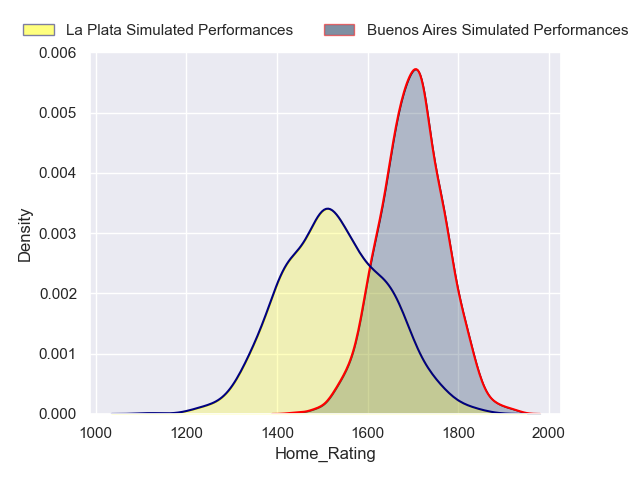 La Plata Simulated Performances
Buenos Aires Simulated Performances
0.006
0.005
0.004
0.003
0.002
0.001
0.000
Density
1000 1200 1400 1600 1800 2000
Home_Rating